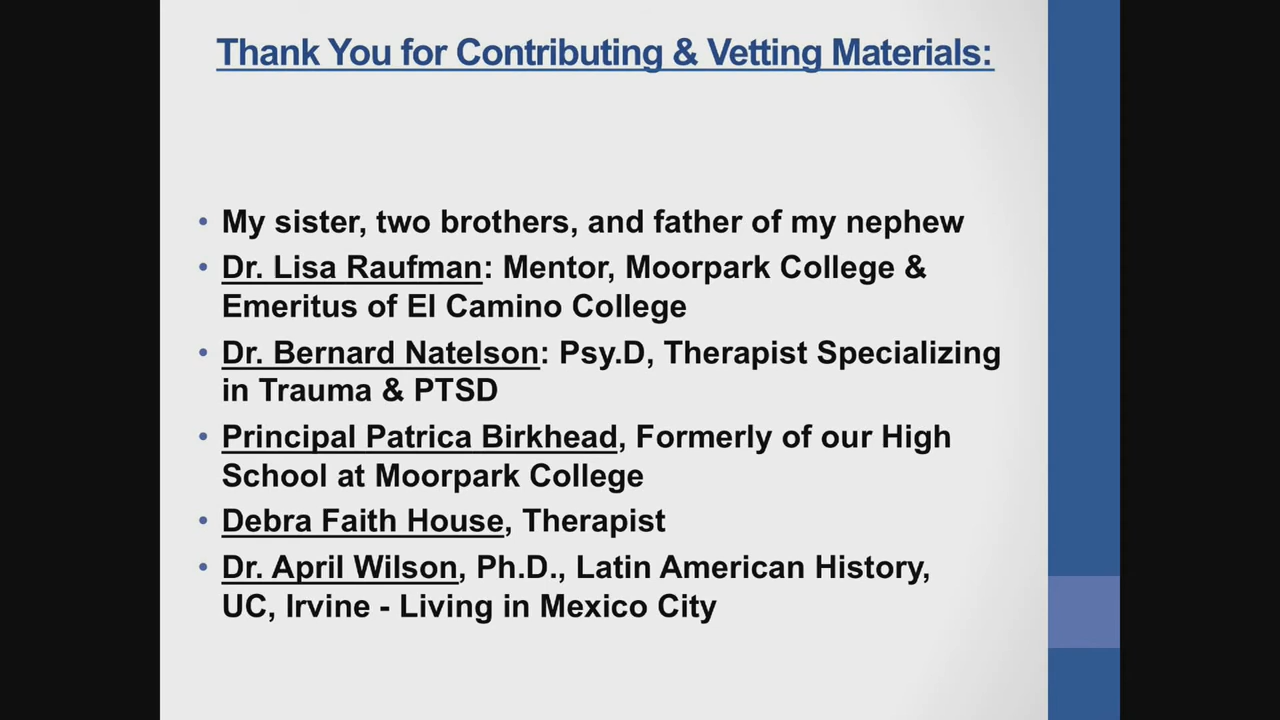 Thank You for Contributing & Vetting Materials:
• My sister, two brothers, and father of my nephew
• Dr. Lisa Raufman: Mentor, Moorpark College &
Emeritus of El Camino College
• Dr. Bernard Natelson: Psy.D, Therapist Specializing
in Trauma & PTSD
• Principal Patrica Birkhead, Formerly of our High
School at Moorpark College
• Debra Faith House, Therapist
• Dr. April Wilson, Ph.D., Latin American History,
UC, Irvine - Living in Mexico City